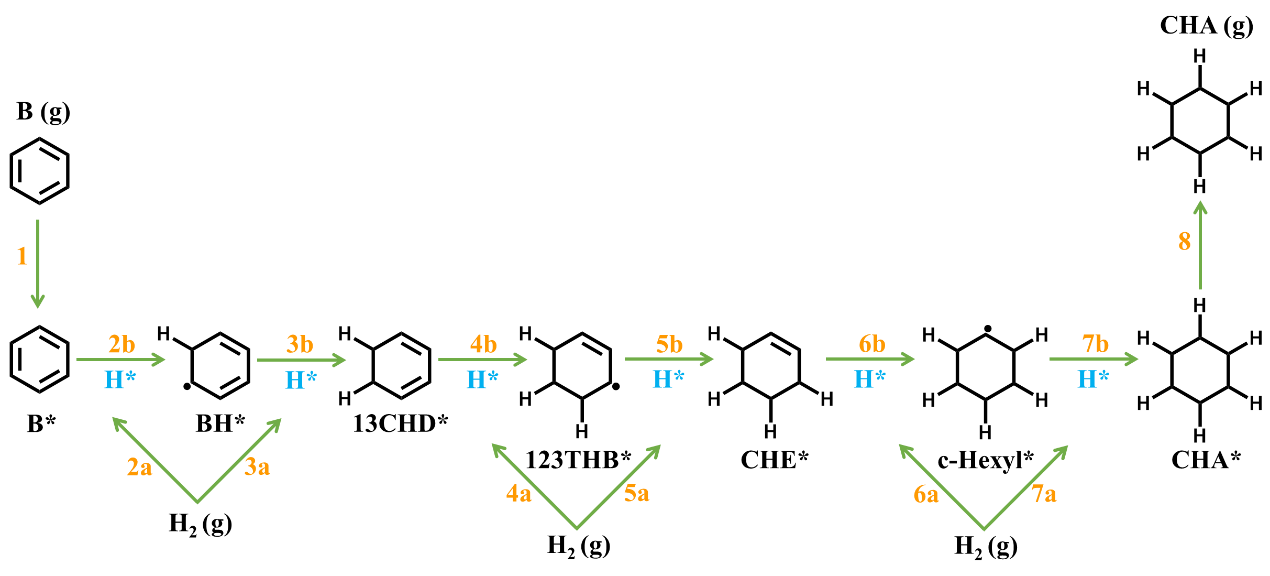 CHA (g)
H
H
H
H
H
H
B (g)
1
8
B*
2b
H*
H
BH*
3b
H*
H
H
13CHD*
4b
H*
H
H
H
123THB*
5b
H*
H
H
H
CHE*
6b
H*
H
H
H
H
H
c-Hexyl*
7b
H*
H
H
H
H
H
H
CHA*
2a
3a
H₂ (g)
4a
5a
H₂ (g)
6a
7a
H₂ (g)